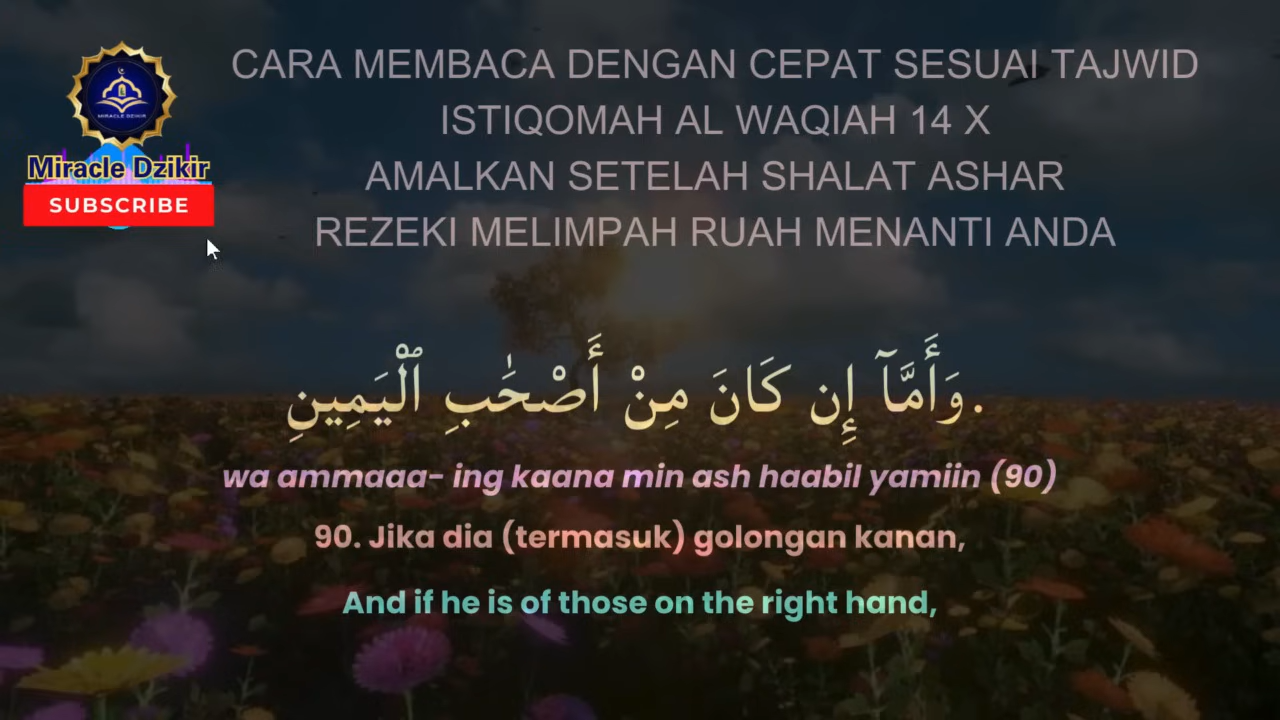 CARA MEMBACA DENGAN CEPAT SESUAI TAJWID
ISTIQOMAH AL WAQIAH 14 X
AMALKAN SETELAH SHALAT ASHAR
REZEKI MELIMPAH RUAH MENANTI ANDA
MIRACLE DZIKIR
Miracle Dzikir
SUBSCRIBE
.وَأَمَّآ إِن كَانَ مِنْ أَصْحَٰبِ ٱلْيَمِينِ
wa ammaaa- ing kaana min ash haabil yamiin (90)
90. Jika dia (termasuk) golongan kanan,
And if he is of those on the right hand,